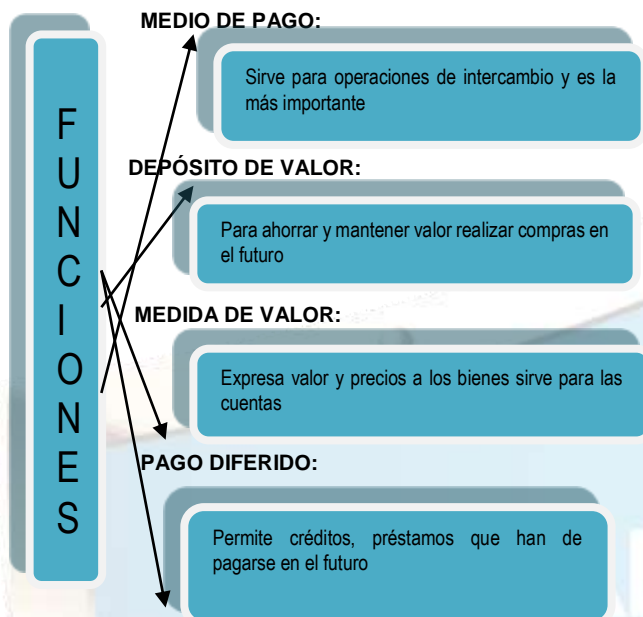 FUNCIONES
MEDIO DE PAGO:
Sirve para operaciones de intercambio y es la
más importante
DEPÓSITO DE VALOR:
Para ahorrar y mantener valor realizar compras en
el futuro
MEDIDA DE VALOR:
Expresa valor y precios a los bienes sirve para las
cuentas
PAGO DIFERIDO:
Permite créditos, préstamos que han de
pagarse en el futuro